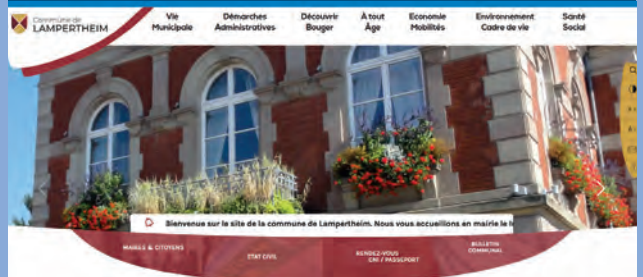 Commune de
LAMPERTHEIM
Vie
Municipale
Démarches
Administratives
Découvrir
Bouger
À tout
Âge
Economie
Mobilités
Environnement
Cadre de vie
Santé
Social
Bienvenue sur le site de la commune de Lampertheim. Nous vous accueillons en mairie le
MAIRIE & CITOYENS
ETAT CIVIL
RENDEZ-VOUS
CNI / PASSEPORT
BULLETIN
COMMUNAL